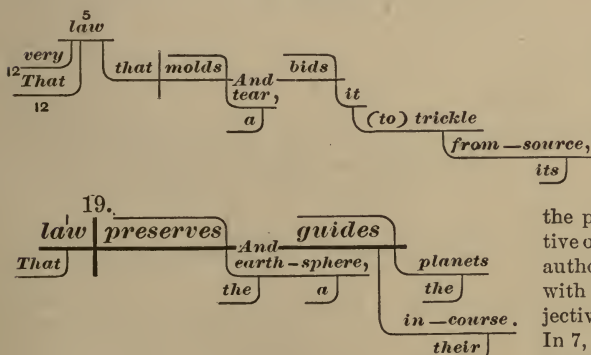 5
law
very
12
That
12
that molds
And
bids
tear,
a
it
(to) trickle
from—source,
its
19.
1
law preserves
And
guides
That
earth-sphere,
the a
planets
the
in—course.
their
the p
tive o
autho
with
jectiv
In 7,